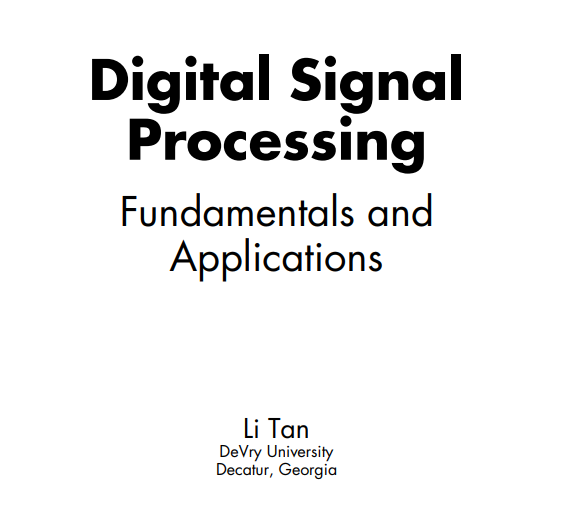 Digital Signal
Processing
Fundamentals and
Applications
Li Tan
DeVry University
Decatur, Georgia